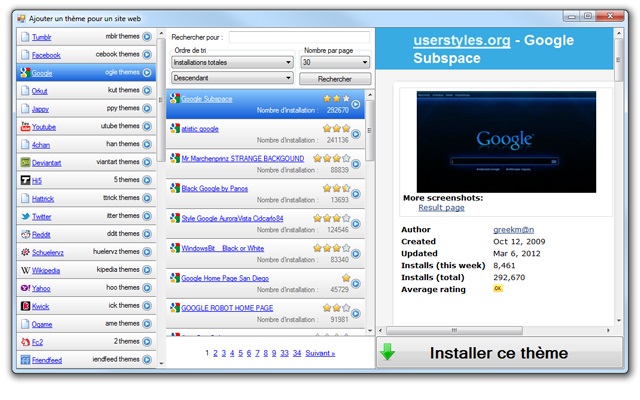 Ajouter un thème pour un site web
Tumblr mblr themes
Facebook cebook themes
Google ogle themes
Orkut kut themes
Jappy ppy themes
Youtube utube themes
4chan han themes
Deviantart viantart themes
Hi5 5 themes
Hattrick ttrick themes
Twitter itter themes
Reddit ddit themes
Schuelervz huelervz themes
Wikipedia kipedia themes
Yahoo hoo themes
Kwick ick themes
Ogame ame themes
Fc2 2 themes
Friendfeed iendfeed themes
Rechercher pour :
Ordre de tri Nombre par page
Installations totales 30
Descendant Rechercher
Google Subspace
Nombre d'installation : 292670
atistic google
Nombre d'installation : 241136
Mr.Marchenprinz STRANGE BACKGOUND
Nombre d'installation : 88839
Black Google by Panos
Nombre d'installation : 13693
Style Google AuroraVista Cidcarlo84
Nombre d'installation : 124546
WindowsBit Black or White
Nombre d'installation : 83340
Google Home Page San Diego
Nombre d'installation : 45729
GOOGLE ROBOT HOME PAGE
Nombre d'installation : 91981
1 2 3 4 5 6 7 8 9 33 34 Suivant »
userstyles.org - Google
Subspace
Google
More screenshots:
Result page
Author greekm@n
Created Oct 12, 2009
Updated Mar 6, 2012
Installs (this week) 8,461
Installs (total) 292,670
Average rating OK
Installer ce thème